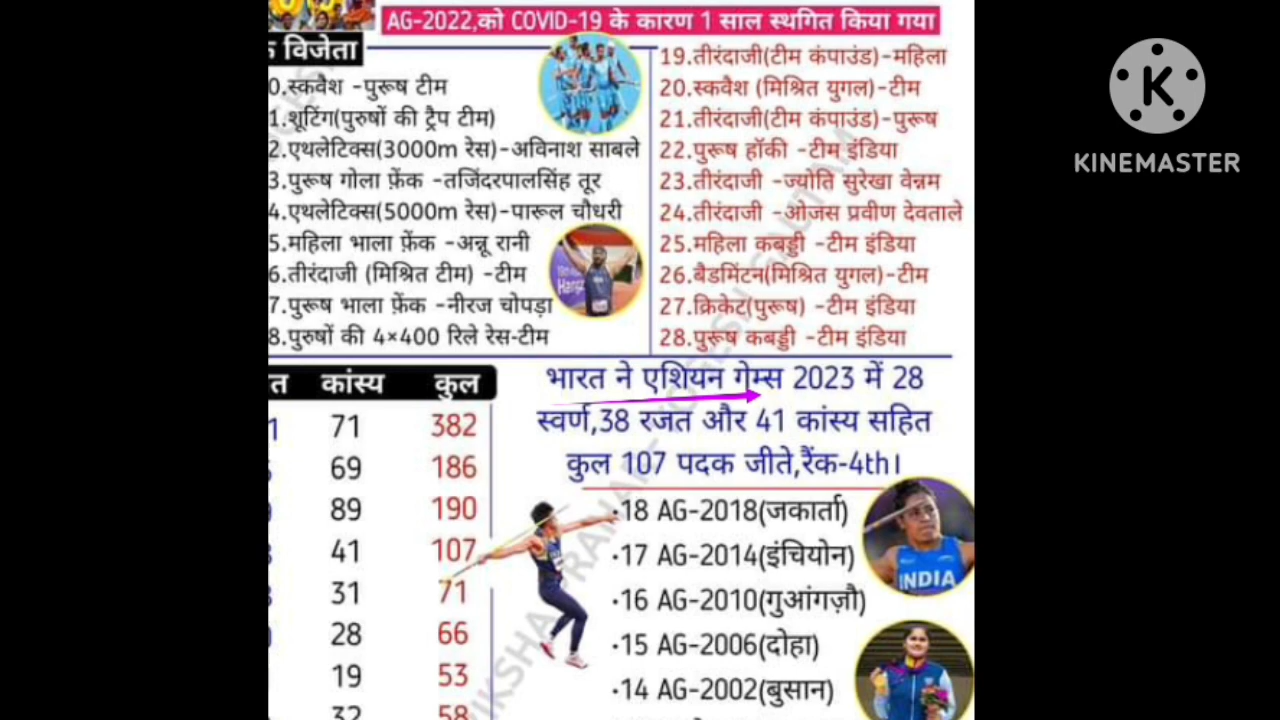 AG-2022,को COVID-19 के कारण 1 साल स्थगित किया गया
विजेता
0.स्कवैश -पुरूष टीम
1.शूटिंग(पुरुषों की ट्रैप टीम)
2.एथलेटिक्स(3000m रेस)-अविनाश साबले
3.पुरूष गोला फ़ेंक -तजिंदरपालसिंह तूर
4.एथलेटिक्स(5000m रेस)-पारूल चौधरी
5.महिला भाला फ़ेंक -अन्नू रानी
6.तीरंदाजी (मिश्रित टीम) -टीम
7.पुरूष भाला फ़ेंक -नीरज चोपड़ा
8.पुरुषों की 4×400 रिले रेस-टीम
19.तीरंदाजी(टीम कंपाउंड)-महिला
20.स्कवैश (मिश्रित युगल)-टीम
21.तीरंदाजी(टीम कंपाउंड)-पुरूष
22.पुरूष हॉकी -टीम इंडिया
23.तीरंदाजी -ज्योति सुरेखा वेन्नम
24.तीरंदाजी -ओजस प्रवीण देवताले
25.महिला कबड्डी -टीम इंडिया
26.बैडमिंटन(मिश्रित युगल)-टीम
27.क्रिकेट(पुरूष) -टीम इंडिया
28.पुरूष कबड्डी -टीम इंडिया
त कांस्य कुल
1 71 382
69 186
89 190
41 107
31 71
28 66
19 53
32 58
भारत ने एशियन गेम्स 2023 में 28
स्वर्ण,38 रजत और 41 कांस्य सहित
कुल 107 पदक जीते,रैंक-4th।
·18 AG-2018(जकार्ता)
·17 AG-2014(इंचियोन)
·16 AG-2010(गुआंगज़ौ)
·15 AG-2006(दोहा)
·14 AG-2002(बुसान)
INDIA
K
KINEMASTER